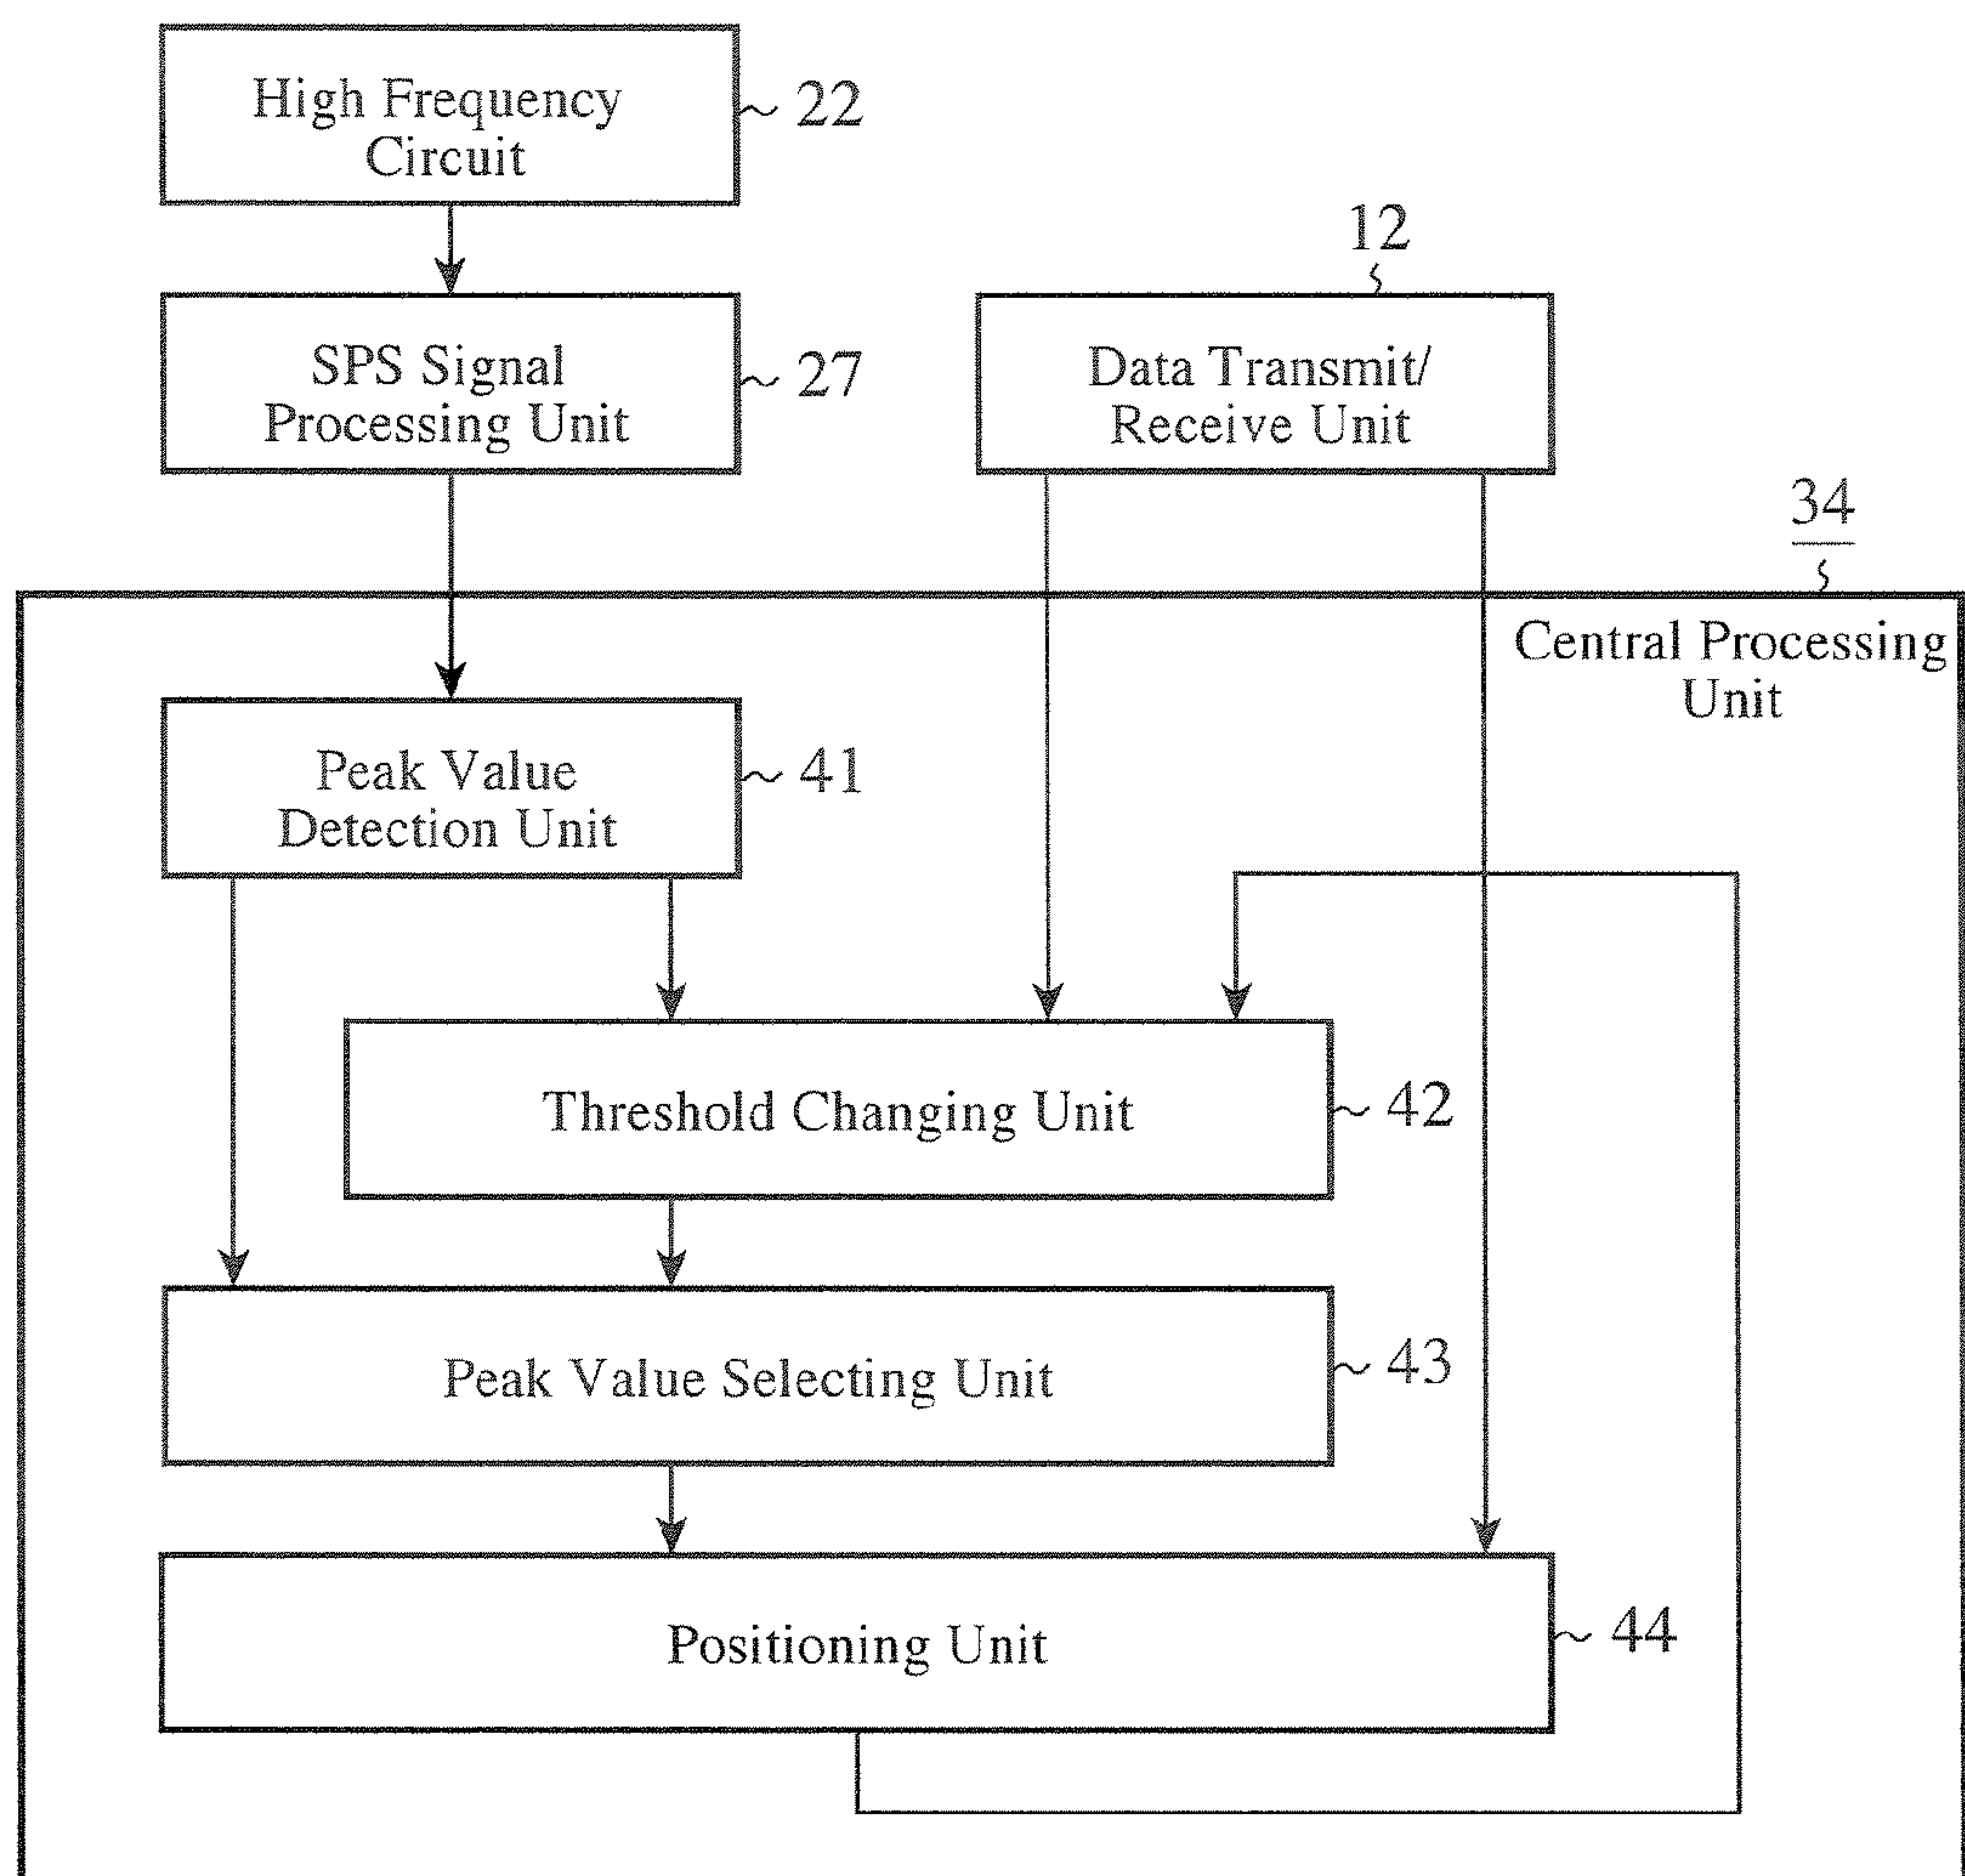 High Frequency
Circuit
22
12
SPS Signal
Processing Unit
27
Data Transmit/
Receive Unit
34
Central Processing
Unit
Peak Value
Detection Unit
41
Threshold Changing Unit
42
Peak Value Selecting Unit
43
Positioning Unit
44